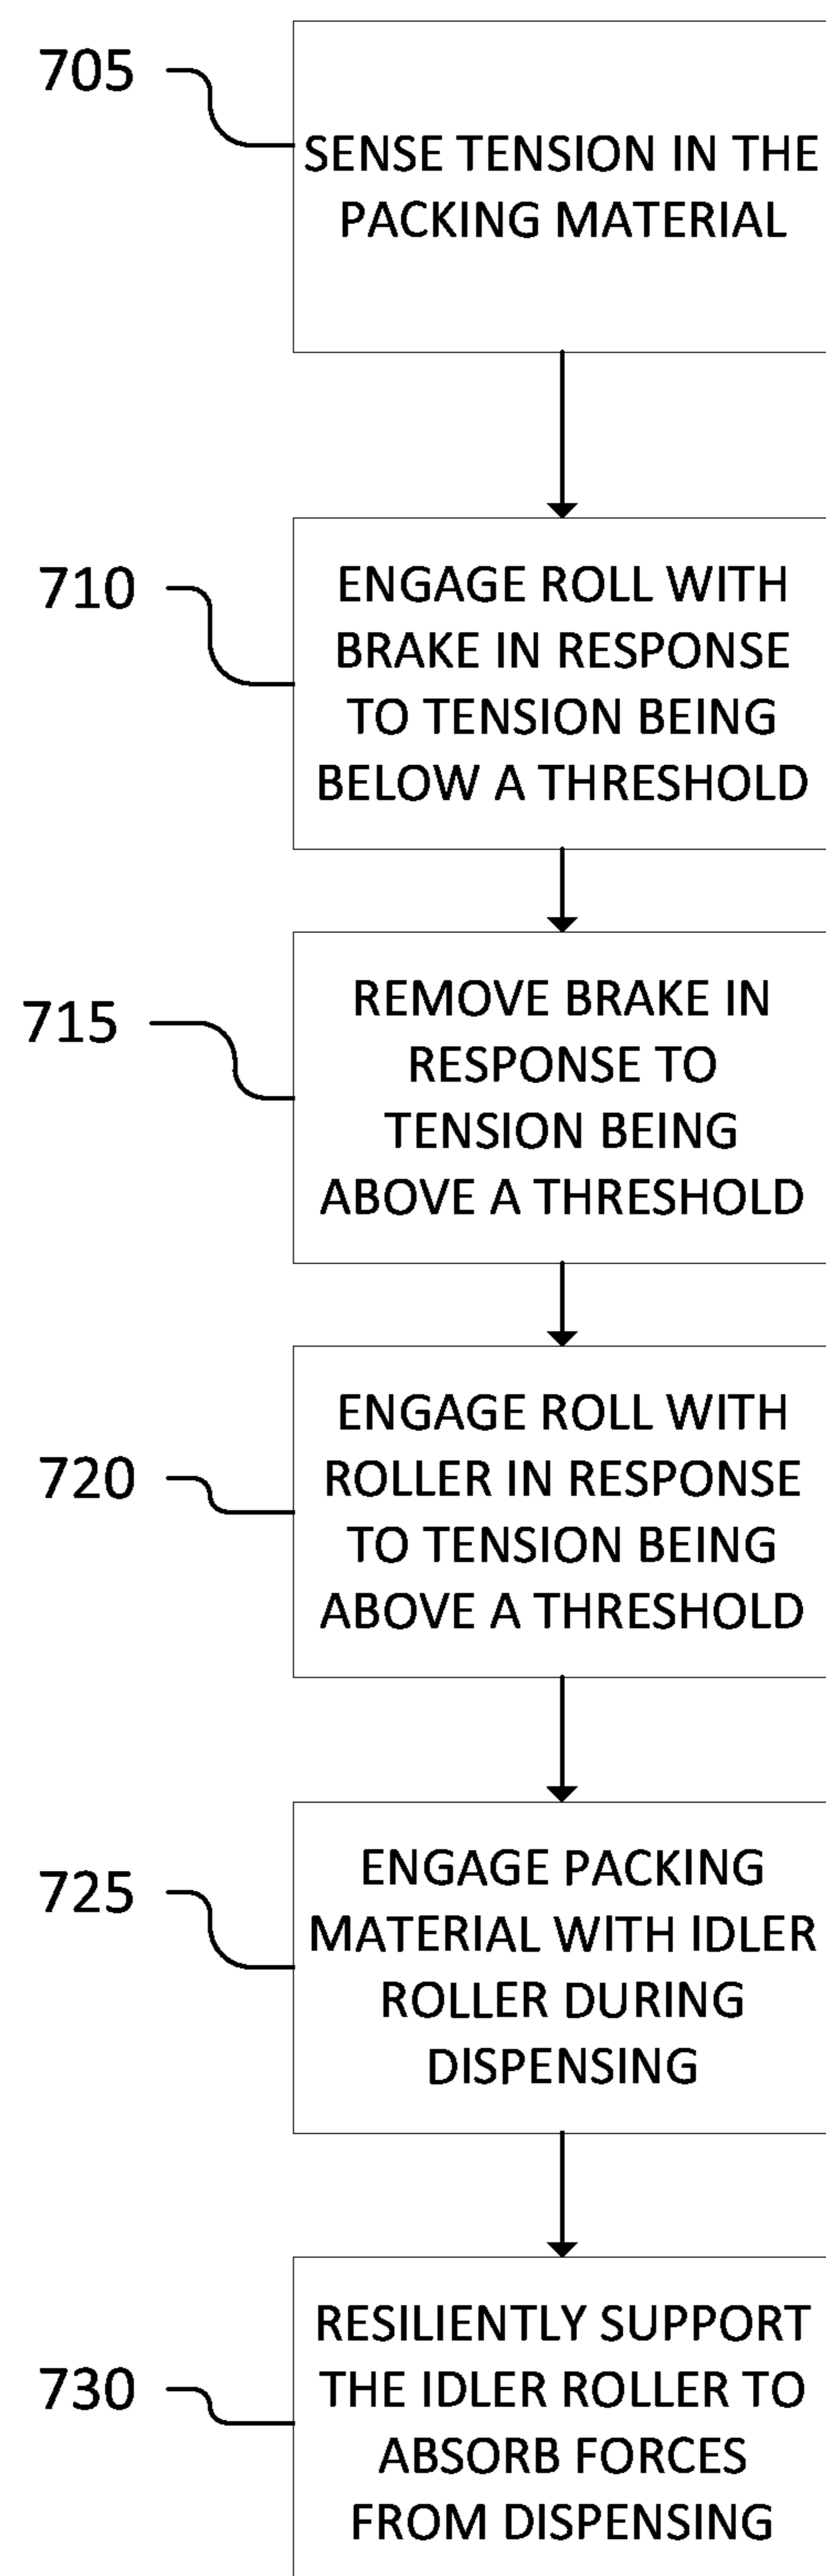 705
SENSE TENSION IN THE
PACKING MATERIAL
710
ENGAGE ROLL WITH
BRAKE IN RESPONSE
TO TENSION BEING
BELOW A THRESHOLD
715
REMOVE BRAKE IN
RESPONSE TO
TENSION BEING
ABOVE A THRESHOLD
720
ENGAGE ROLL WITH
ROLLER IN RESPONSE
TO TENSION BEING
ABOVE A THRESHOLD
725
ENGAGE PACKING
MATERIAL WITH IDLER
ROLLER DURING
DISPENSING
730
RESILIENTLY SUPPORT
THE IDLER ROLLER TO
ABSORB FORCES
FROM DISPENSING